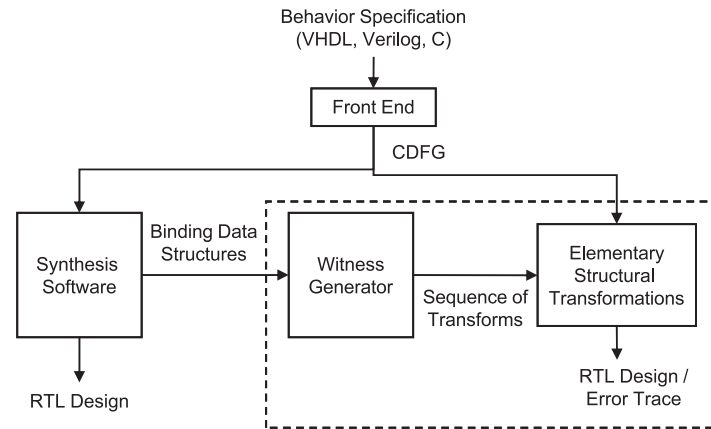 Behavior Specification
(VHDL, Verilog, C)
Front End
CDFG
Synthesis
Software
Binding Data
Structures
Witness
Generator
Sequence of
Transforms
Elementary
Structural
Transformations
RTL Design
RTL Design /
Error Trace